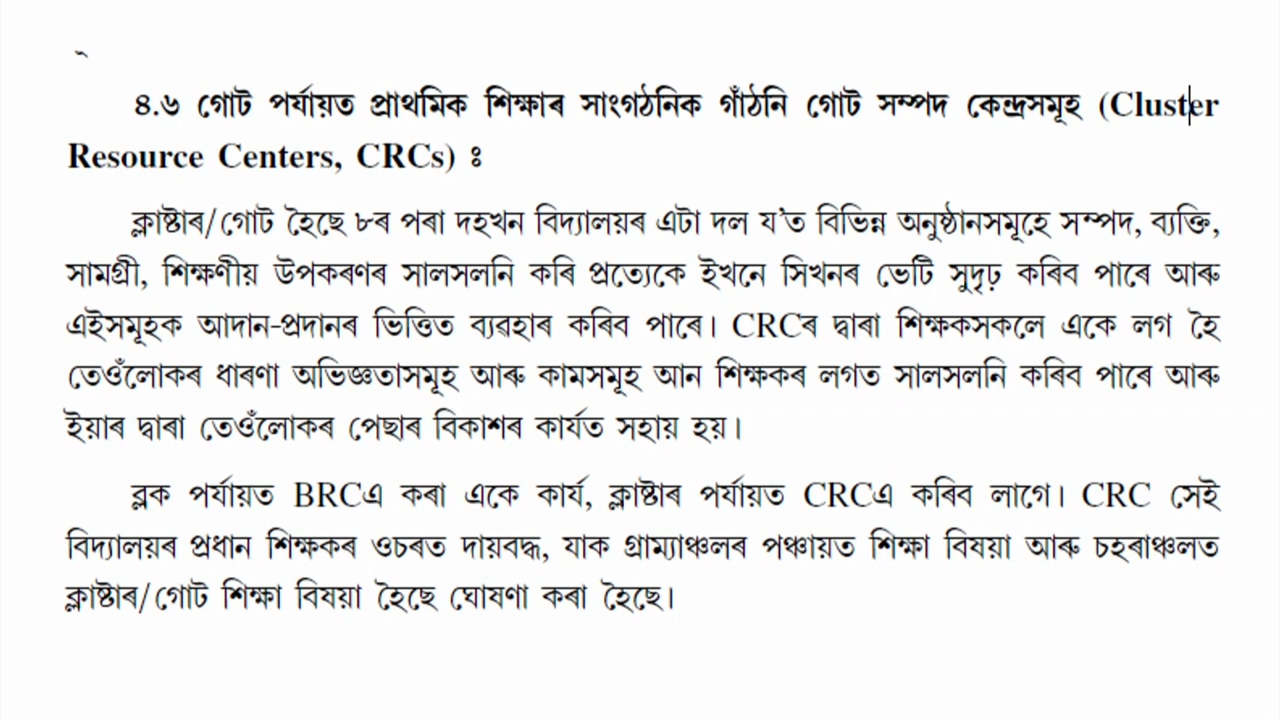 ৪.৬ গোট পৰ্যায়ত প্ৰাথমিক শিক্ষাৰ সাংগঠনিক গাঁঠনি গোট সম্পদ কেন্দ্ৰসমূহ (Cluster
Resource Centers, CRCs) ঃ
ক্লাষ্টাৰ/গোট হৈছে ৮ৰ পৰা দহখন বিদ্যালয়ৰ এটা দল য'ত বিভিন্ন অনুষ্ঠানসমূহে সম্পদ, ব্যক্তি,
সামগ্ৰী, শিক্ষণীয় উপকৰণৰ সালসলনি কৰি প্ৰত্যেকে ইখনে সিখনৰ ভেটি সুদৃঢ় কৰিব পাৰে আৰু
এইসমূহক আদান-প্ৰদানৰ ভিত্তিত ব্যৱহাৰ কৰিব পাৰে। CRCৰ দ্বাৰা শিক্ষকসকলে একে লগ হৈ
তেওঁলোকৰ ধাৰণা অভিজ্ঞতাসমূহ আৰু কামসমূহ আন শিক্ষকৰ লগত সালসলনি কৰিব পাৰে আৰু
ইয়াৰ দ্বাৰা তেওঁলোকৰ পেছাৰ বিকাশৰ কাৰ্যত সহায় হয়।
ব্লক পৰ্যায়ত BRCএ কৰা একে কাৰ্য, ক্লাষ্টাৰ পৰ্যায়ত CRCএ কৰিব লাগে। CRC সেই
বিদ্যালয়ৰ প্ৰধান শিক্ষকৰ ওচৰত দায়বদ্ধ, যাক গ্ৰাম্যাঞ্চলৰ পঞ্চায়ত শিক্ষা বিষয়া আৰু চহৰাঞ্চলত
ক্লাষ্টাৰ/গোট শিক্ষা বিষয়া হৈছে ঘোষণা কৰা হৈছে।